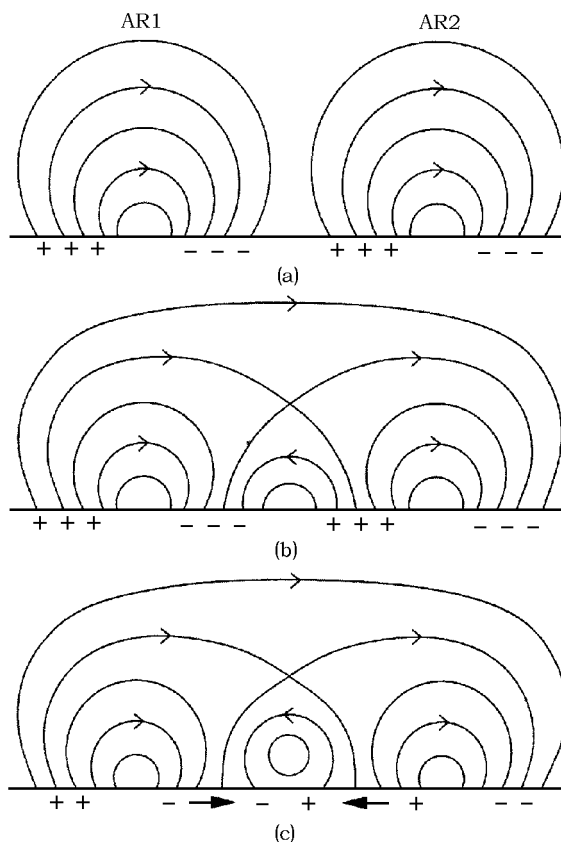 AR1 AR2
+ + + − − − + + + − − −
(a)
+ + + − − − + + + − − −
(b)
+ + − − + + − −
(c)